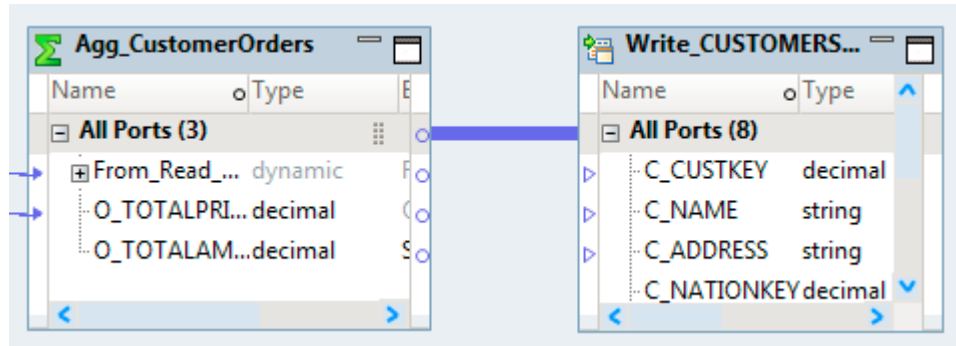 Agg_CustomerOrders
Name Type E
All Ports (3)
From_Read_... dynamic F
O_TOTALPRI... decimal
O_TOTALAM... decimal S
Write_CUSTOMERS...
Name Type
All Ports (8)
C_CUSTKEY decimal
C_NAME string
C_ADDRESS string
C_NATIONKEY decimal